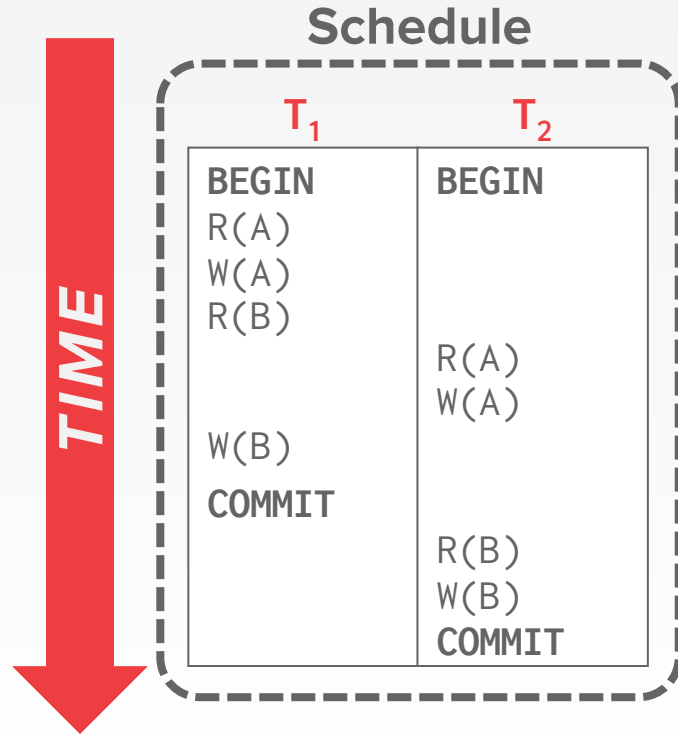 Schedule
TIME
T₁ T₂
BEGIN BEGIN
R(A)
W(A)
R(B)
R(A)
W(A)
W(B)
COMMIT
R(B)
W(B)
COMMIT